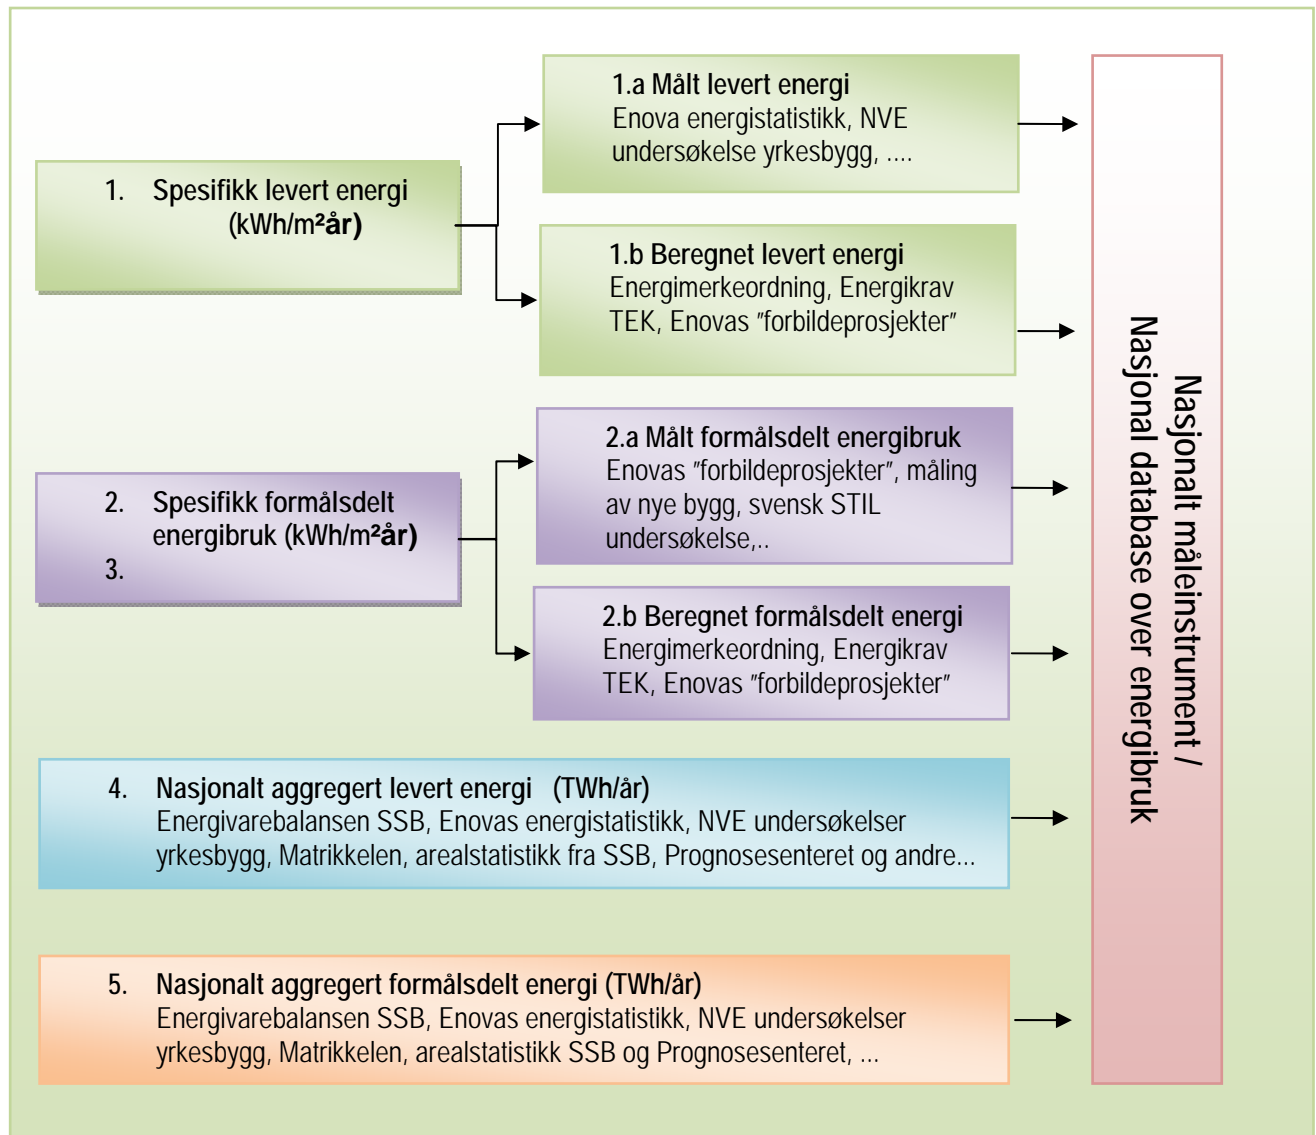 1.a Målt levert energi
Enova energistatistikk, NVE
undersøkelse yrkesbygg, ....
1. Spesifikk levert energi
(kWh/m²år)
1.b Beregnet levert energi
Energimerkeordning, Energikrav
TEK, Enovas ”forbildeprosjekter”
2.a Målt formålsdelt energibruk
Enovas ”forbildeprosjekter”, måling
av nye bygg, svensk STIL
undersøkelse,..
2. Spesifikk formålsdelt
energibruk (kWh/m²år)
3.
2.b Beregnet formålsdelt energi
Energimerkeordning, Energikrav
TEK, Enovas ”forbildeprosjekter”
4. Nasjonalt aggregert levert energi (TWh/år)
Energivarebalansen SSB, Enovas energistatistikk, NVE undersøkelser
yrkesbygg, Matrikkelen, arealstatistikk fra SSB, Prognosesenteret og andre...
5. Nasjonalt aggregert formålsdelt energi (TWh/år)
Energivarebalansen SSB, Enovas energistatistikk, NVE undersøkelser
yrkesbygg, Matrikkelen, arealstatistikk SSB og Prognosesenteret, ...
Nasjonalt måleinstrument /
Nasjonal database over energibruk